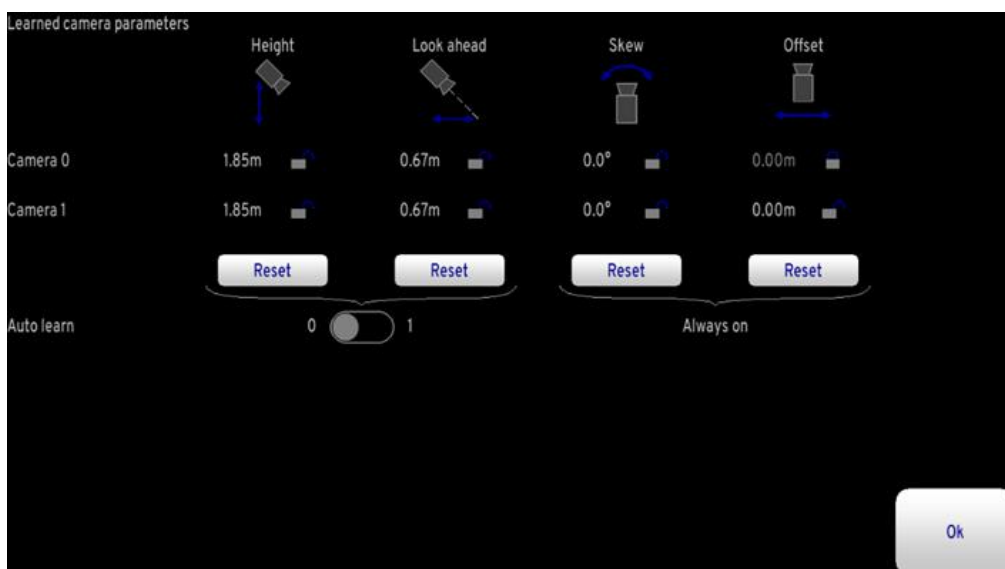 Learned camera parameters
Height Look ahead Skew Offset
Camera 0 1.85m 0.67m 0.0° 0.00m
Camera 1 1.85m 0.67m 0.0° 0.00m
Reset Reset Reset Reset
Auto learn 0 1 Always on
Ok